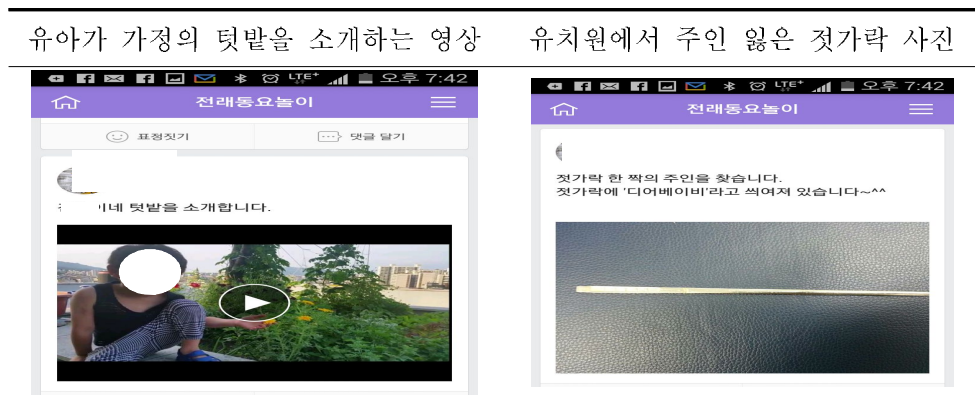 유아가 가정의 텃밭을 소개하는 영상
유치원에서 주인 잃은 젓가락 사진
LTE+ 오후 7:42
전래동요놀이
표정짓기
댓글 달기
이네 텃밭을 소개합니다.
LTE+ 오후 7:42
전래동요놀이
젓가락 한 짝의 주인을 찾습니다.
젓가락에 '디어베이비'라고 씌여져 있습니다~^^